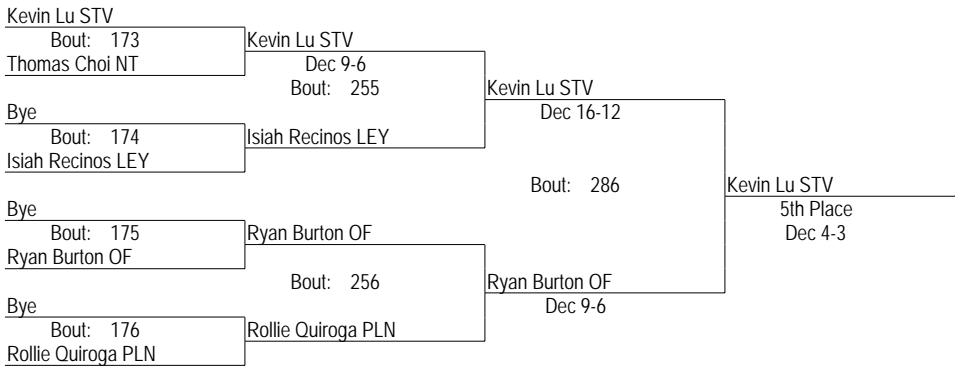 Kevin Lu STV
Bout: 173
Thomas Choi NT
Kevin Lu STV
Dec 9-6
Bout: 255
Kevin Lu STV
Dec 16-12
Bye
Bout: 174
Isiah Recinos LEY
Isiah Recinos LEY
Bout: 286
Kevin Lu STV
5th Place
Dec 4-3
Bye
Bout: 175
Ryan Burton OF
Ryan Burton OF
Bout: 256
Ryan Burton OF
Dec 9-6
Bye
Bout: 176
Rollie Quiroga PLN
Rollie Quiroga PLN